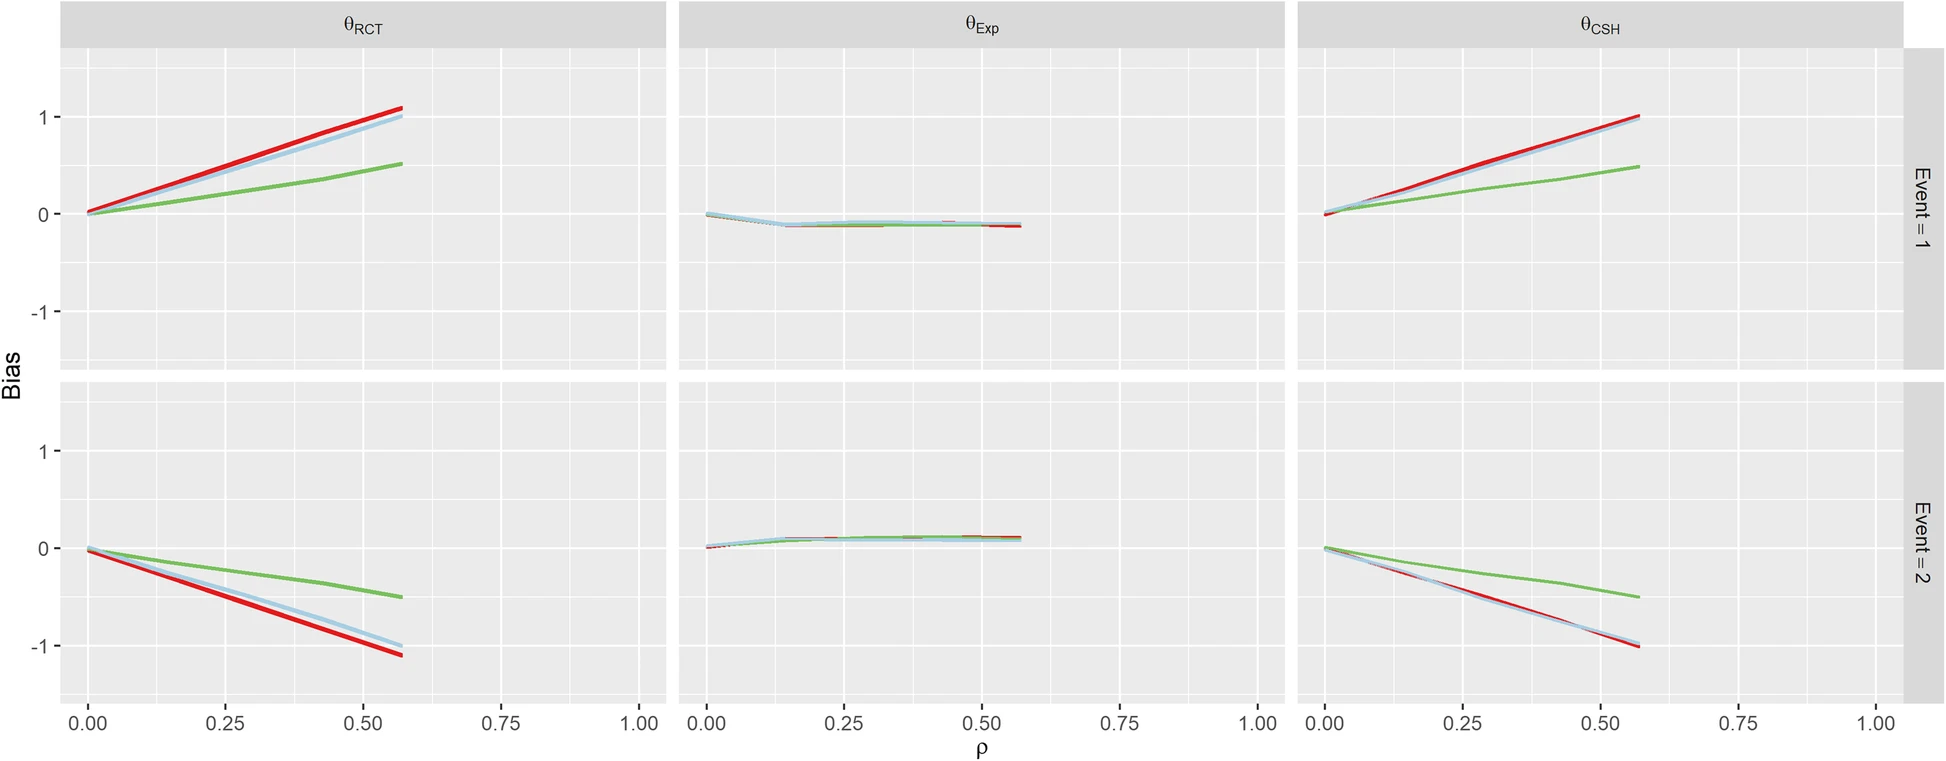 θRCT θExp θCSH
Bias
1
0
-1
Event = 1
1
0
-1
Event = 2
0.00 0.25 0.50 0.75 1.00 0.00 0.25 0.50 0.75 1.00 0.00 0.25 0.50 0.75 1.00
ρ